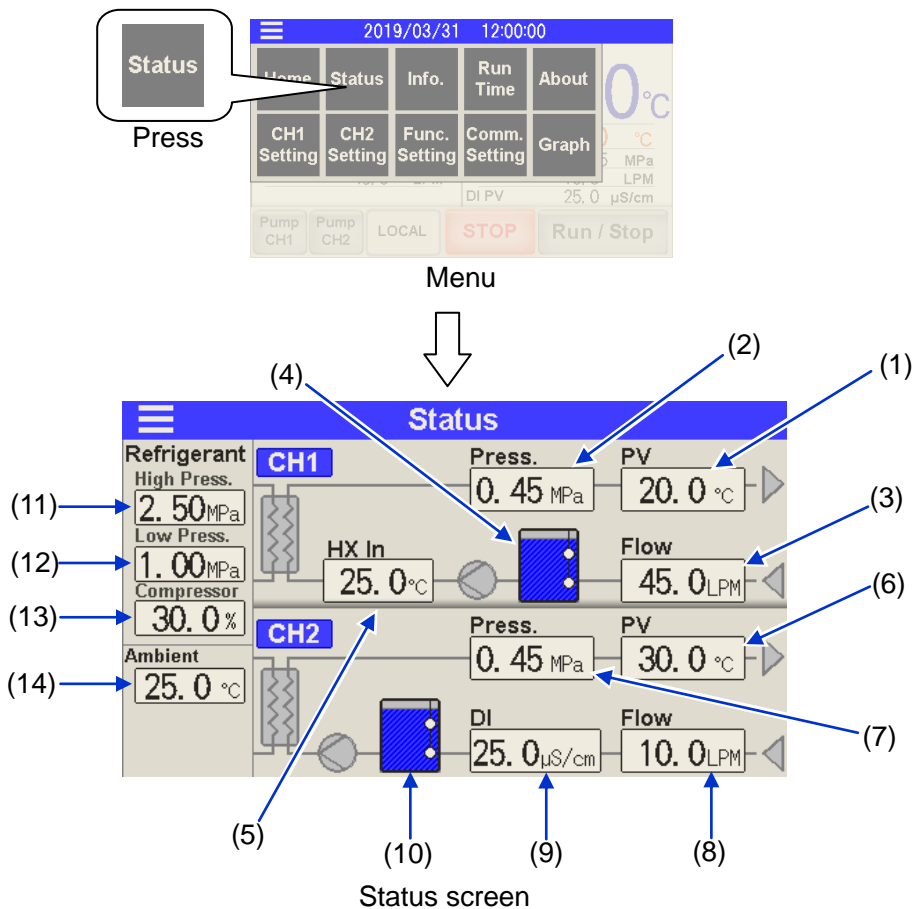 Status
Press
2019/03/31 12:00:00
Home Status Info. Run Time About
CH1 Setting CH2 Setting Func. Setting Comm. Setting Graph
°C
°C
MPa
LPM
DI PV 25.0 µS/cm
Pump CH1 Pump CH2 LOCAL STOP Run / Stop
Menu
(4) (2) (1)
Status
Refrigerant
High Press.
(11) 2.50MPa
Low Press.
(12) 1.00MPa
Compressor
(13) 30.0%
Ambient
(14) 25.0 °C
CH1
Press. PV
0.45 MPa 20.0 °C
(3)
HX In Flow
25.0°C 45.0LPM
(6)
CH2
Press. PV
0.45 MPa 30.0 °C
(7)
DI Flow
25.0µS/cm 10.0LPM
(5) (10) (9) (8)
Status screen